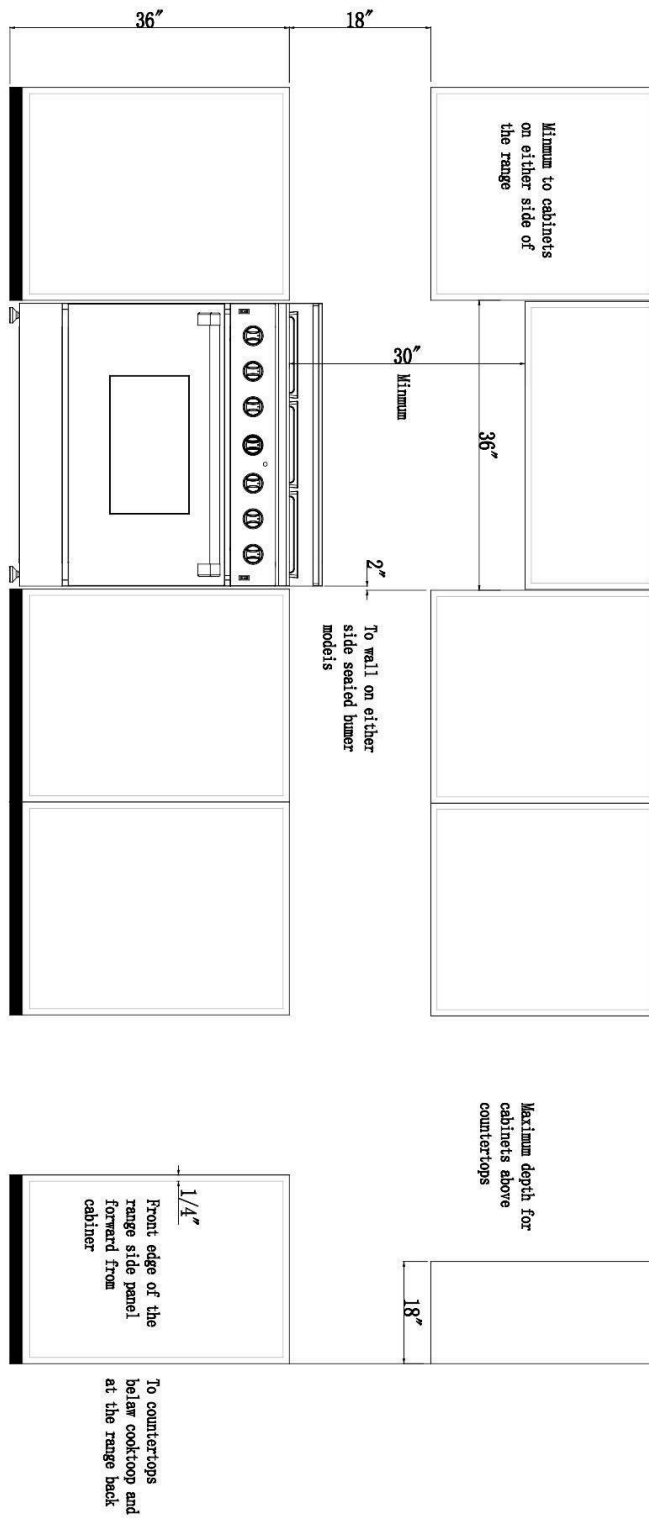 36"
18"
Minmum to cabinets
on either side of
the range
30"
Minmum
36"
2"
To wall on either
side seaied bumer
modeis
Maximum depth for
cabinets above
countertops
18"
1/4"
Front edge of the
range side panel
forward from
cabiner
To countertops
belaw cooktoop and
at the range back